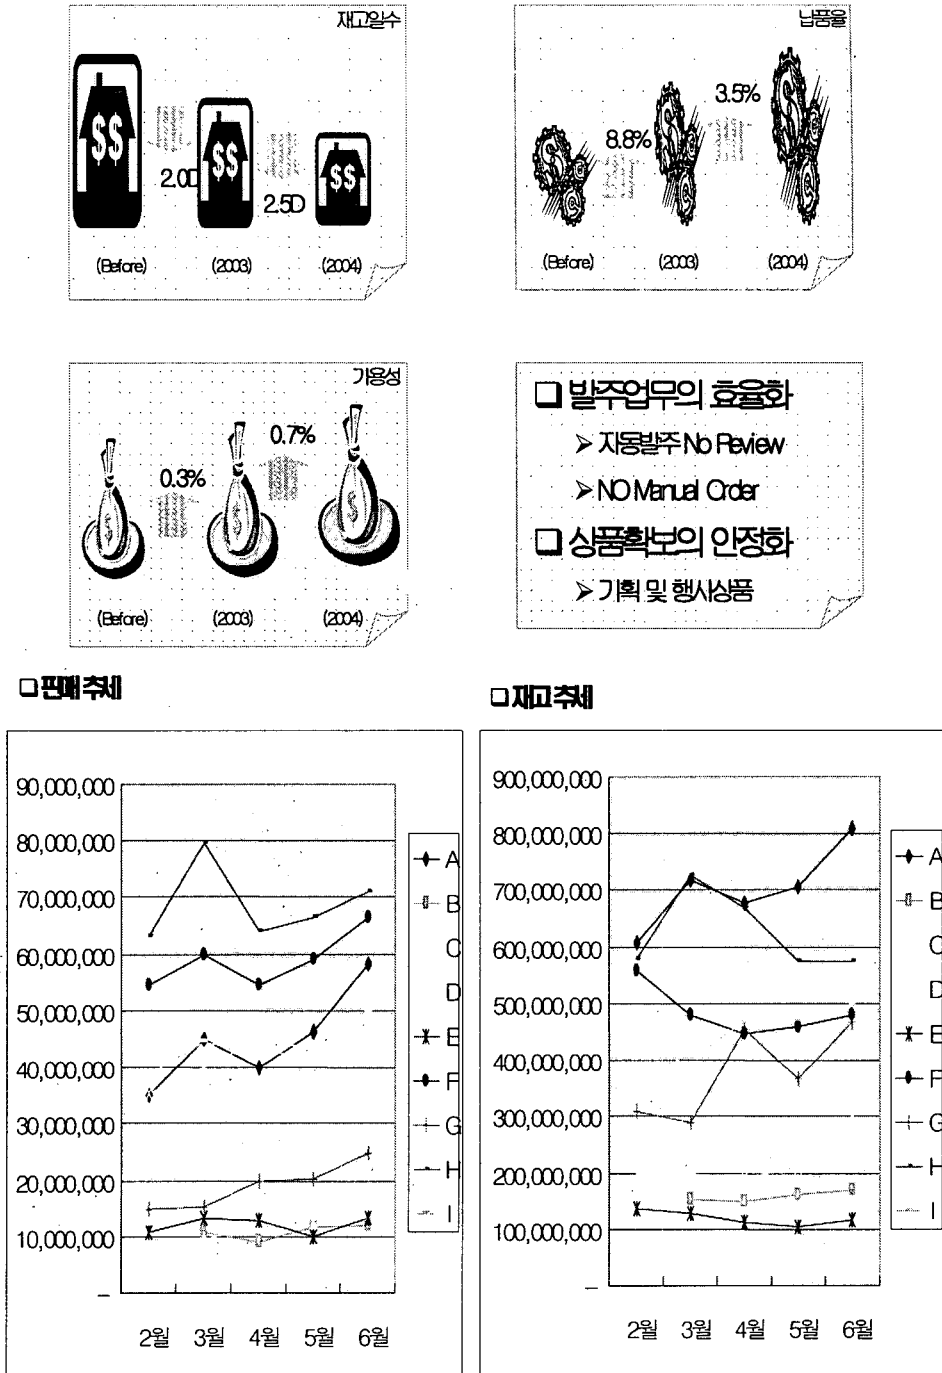 재고일수
$$
2.0D
$$
2.5D
$$
(Before)
(2003)
(2004)
납품율
8.8%
3.5%
(Before)
(2003)
(2004)
가용성
0.3%
0.7%
$
$
$
(Before)
(2003)
(2004)
❑ 발주업무의 효율화
➢ 자동발주 No Review
➢ NO Manual Order
❑ 상품확보의 안정화
➢ 기획 및 행사상품
❑ 판매 추세
90,000,000
80,000,000
70,000,000
60,000,000
50,000,000
40,000,000
30,000,000
20,000,000
10,000,000
–
2월 3월 4월 5월 6월
A
B
C
D
E
F
G
H
I
❑ 재고 추세
900,000,000
800,000,000
700,000,000
600,000,000
500,000,000
400,000,000
300,000,000
200,000,000
100,000,000
–
2월 3월 4월 5월 6월
A
B
C
D
E
F
G
H
I